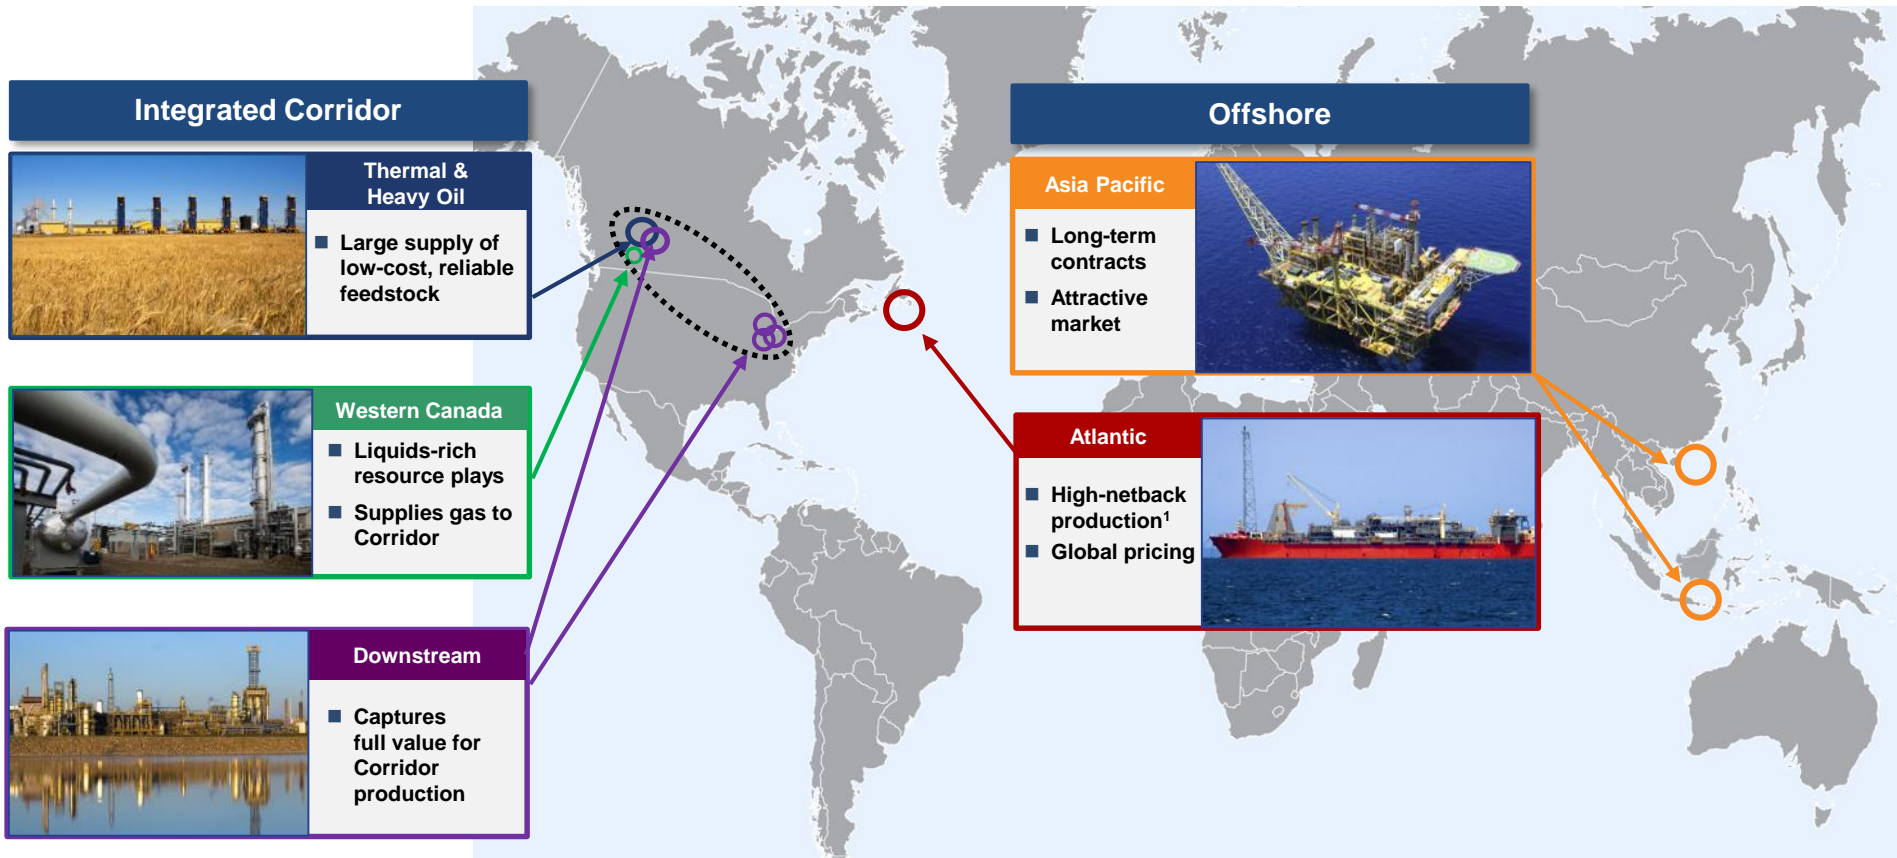 Integrated Corridor
Thermal &
Heavy Oil
Large supply of
low-cost, reliable
feedstock
Western Canada
Liquids-rich
resource plays
Supplies gas to
Corridor
Downstream
Captures
full value for
Corridor
production
Offshore
Asia Pacific
Long-term
contracts
Attractive
market
Atlantic
High-netback
production¹
Global pricing